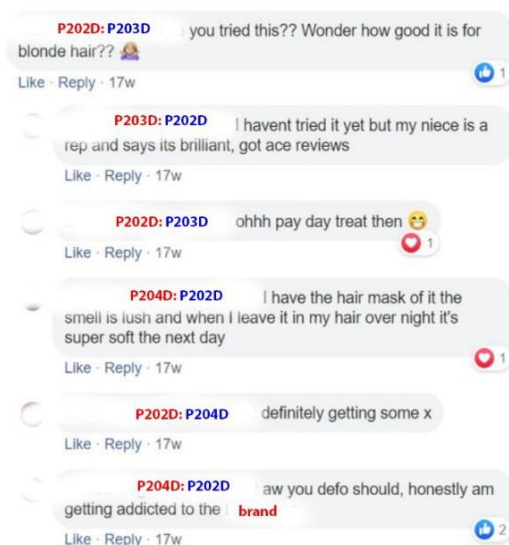 P202D: P203D you tried this?? Wonder how good it is for
blonde hair??
1
Like · Reply · 17w
P203D: P202D I havent tried it yet but my niece is a
rep and says its brilliant, got ace reviews
Like · Reply · 17w
P202D: P203D ohhh pay day treat then
1
Like · Reply · 17w
P204D: P202D I have the hair mask of it the
smell is lush and when I leave it in my hair over night it's
super soft the next day
1
Like · Reply · 17w
P202D: P204D definitely getting some x
Like · Reply · 17w
P204D: P202D aw you defo should, honestly am
getting addicted to the brand
2
Like · Reply · 17w